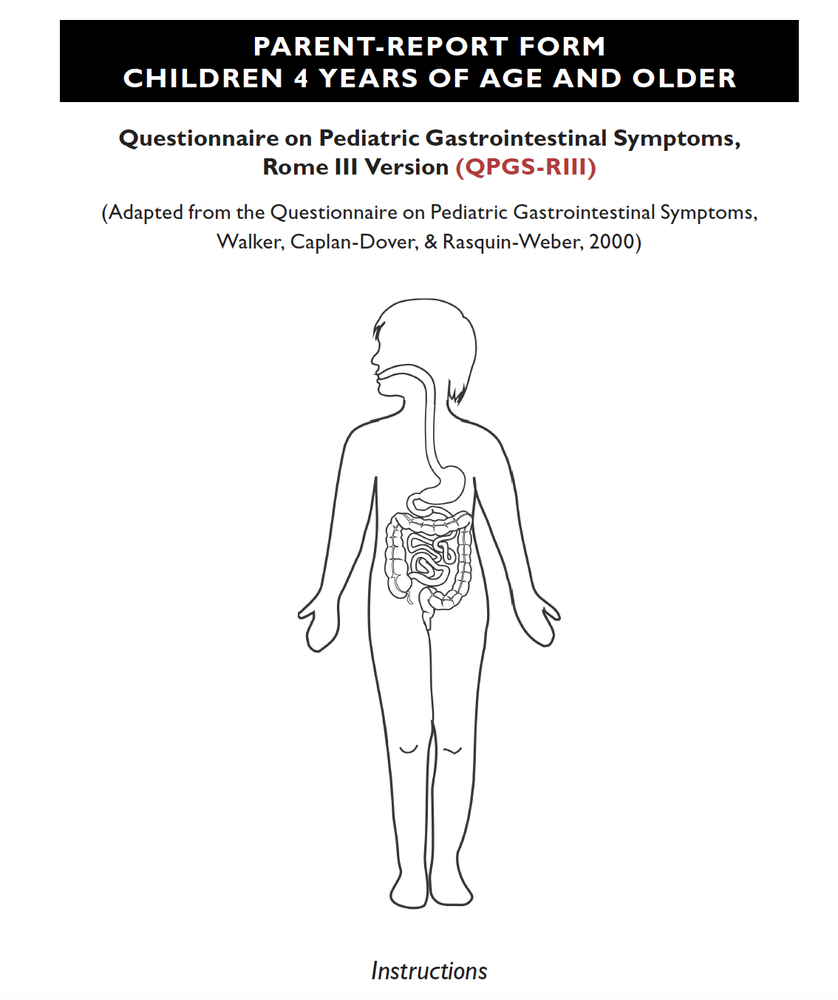 PARENT-REPORT FORM
CHILDREN 4 YEARS OF AGE AND OLDER
Questionnaire on Pediatric Gastrointestinal Symptoms,
Rome III Version (QPGS-RIII)
(Adapted from the Questionnaire on Pediatric Gastrointestinal Symptoms,
Walker, Caplan-Dover, & Rasquin-Weber, 2000)
Instructions